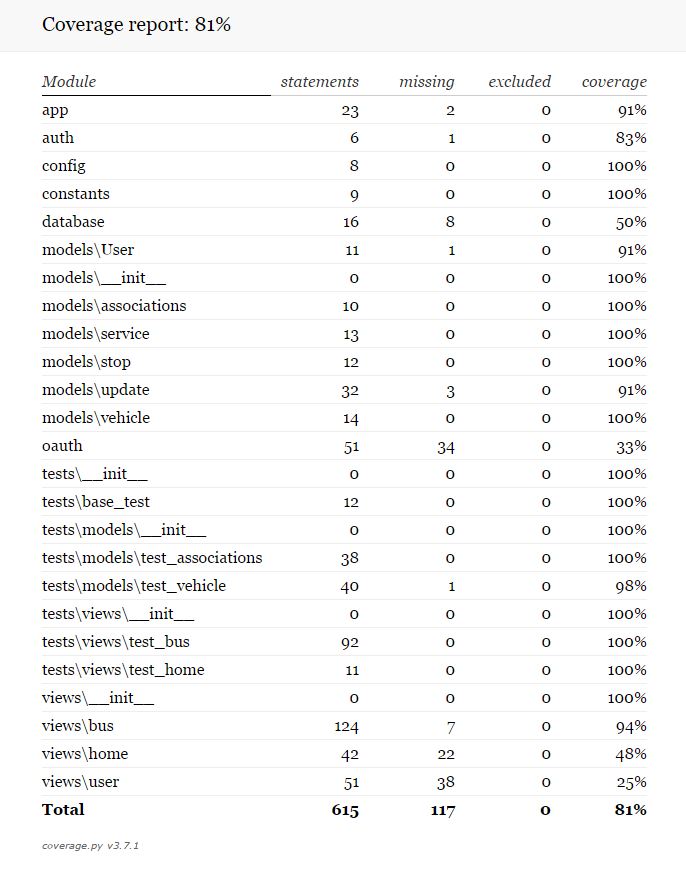 Coverage report: 81%
Module statements missing excluded coverage
app 23 2 0 91%
auth 6 1 0 83%
config 8 0 0 100%
constants 9 0 0 100%
database 16 8 0 50%
models\User 11 1 0 91%
models\__init__ 0 0 0 100%
models\associations 10 0 0 100%
models\service 13 0 0 100%
models\stop 12 0 0 100%
models\update 32 3 0 91%
models\vehicle 14 0 0 100%
oauth 51 34 0 33%
tests\__init__ 0 0 0 100%
tests\base_test 12 0 0 100%
tests\models\__init__ 0 0 0 100%
tests\models\test_associations 38 0 0 100%
tests\models\test_vehicle 40 1 0 98%
tests\views\__init__ 0 0 0 100%
tests\views\test_bus 92 0 0 100%
tests\views\test_home 11 0 0 100%
views\__init__ 0 0 0 100%
views\bus 124 7 0 94%
views\home 42 22 0 48%
views\user 51 38 0 25%
Total 615 117 0 81%
coverage.py v3.7.1